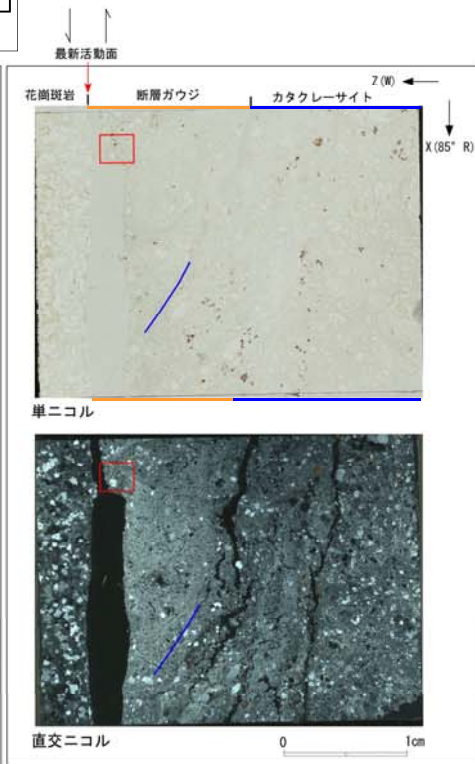 最新活動面
花崗斑岩 断層ガウジ カタクレーサイト
Z(W)
X(85° R)
単ニコル
直交ニコル
0 1cm